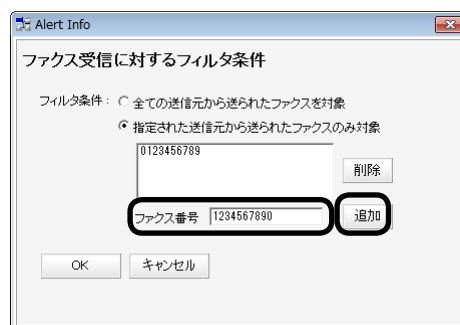 Alert Info
ファクス受信に対するフィルタ条件
フィルタ条件： 全ての送信元から送られたファクスを対象
指定された送信元から送られたファクスのみ対象
0123456789
削除
ファクス番号 1234567890 追加
OK キャンセル